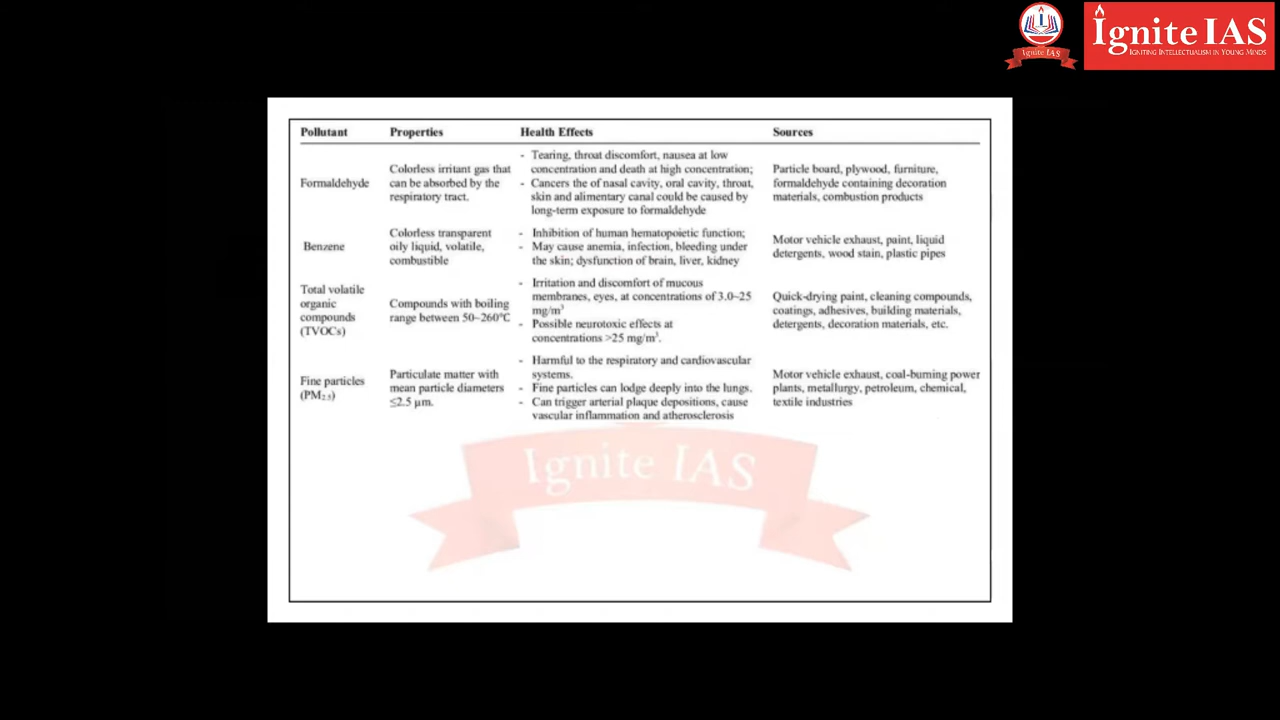 Ignite IAS
Ignite IAS
IGNITING INTELLECTUALISM IN YOUNG MINDS
Pollutant Properties Health Effects Sources
Formaldehyde
Colorless irritant gas that
can be absorbed by the
respiratory tract.
- Tearing, throat discomfort, nausea at low
concentration and death at high concentration;
- Cancers the of nasal cavity, oral cavity, throat,
skin and alimentary canal could be caused by
long-term exposure to formaldehyde
Particle board, plywood, furniture,
formaldehyde containing decoration
materials, combustion products
Benzene
Colorless transparent
oily liquid, volatile,
combustible
- Inhibition of human hematopoietic function;
- May cause anemia, infection, bleeding under
the skin; dysfunction of brain, liver, kidney
Motor vehicle exhaust, paint, liquid
detergents, wood stain, plastic pipes
Total volatile
organic
compounds
(TVOCs)
Compounds with boiling
range between 50~260°C
- Irritation and discomfort of mucous
membranes, eyes, at concentrations of 3.0~25
mg/m³
- Possible neurotoxic effects at
concentrations >25 mg/m³.
Quick-drying paint, cleaning compounds,
coatings, adhesives, building materials,
detergents, decoration materials, etc.
Fine particles
(PM₂.₅)
Particulate matter with
mean particle diameters
≤2.5 μm.
- Harmful to the respiratory and cardiovascular
systems.
- Fine particles can lodge deeply into the lungs.
- Can trigger arterial plaque depositions, cause
vascular inflammation and atherosclerosis
Motor vehicle exhaust, coal-burning power
plants, metallurgy, petroleum, chemical,
textile industries
Ignite IAS